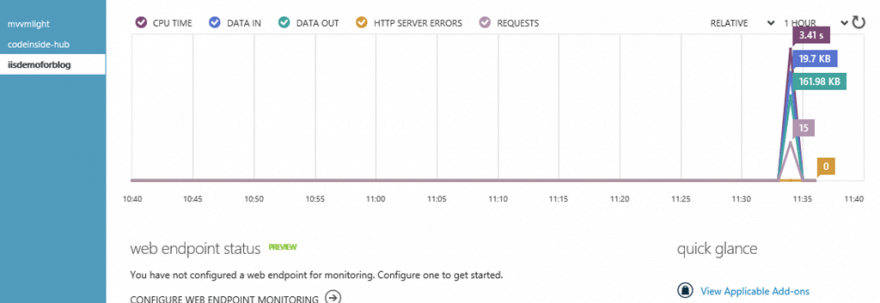 mvvmlight
codeinside-hub
iisdemoforblog
CPU TIME DATA IN DATA OUT HTTP SERVER ERRORS REQUESTS RELATIVE 1 HOUR
3.41 s
19.7 KB
161.98 KB
15
0
10:40 10:45 10:50 10:55 11:00 11:05 11:10 11:15 11:20 11:25 11:30 11:35 11:40
web endpoint status PREVIEW
You have not configured a web endpoint for monitoring. Configure one to get started.
CONFIGURE WEB ENDPOINT MONITORING
quick glance
View Applicable Add-ons